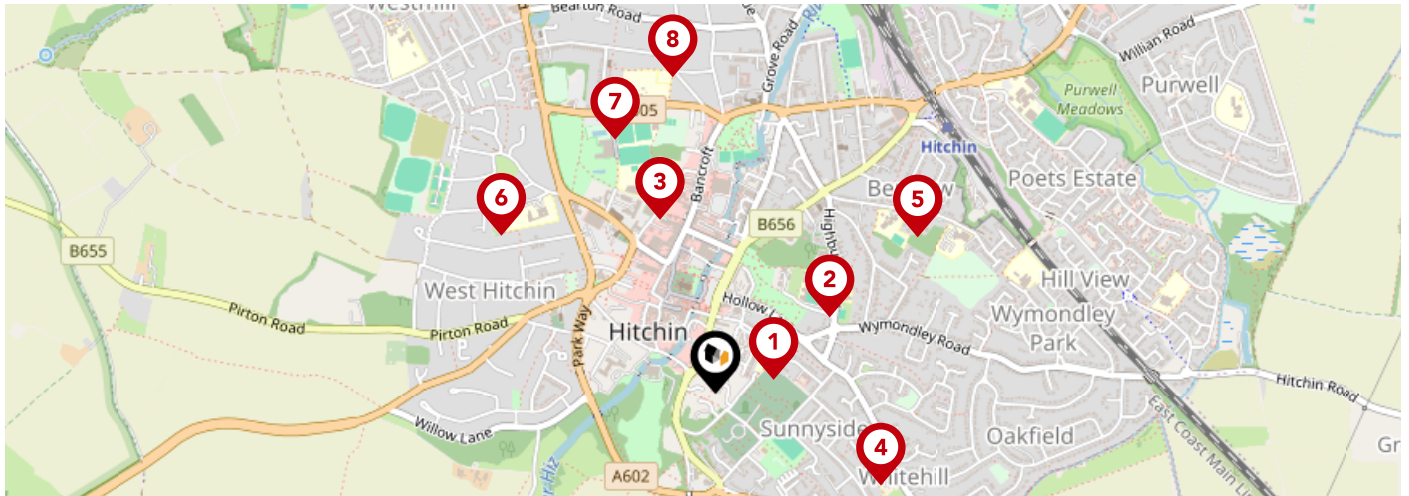 Westmill
Bearton Road
8
Grove Road
Willian Road
Purwell
Purwell
Meadows
7
Hitchin
3
Bancroft
Poets Estate
5
6
B656
B655
2
Hill View
West Hitchin
Hollow
Wymondley
Park
Pirton Road
Pirton Road
Park Way
Hitchin
1
Wymondley Road
Hitchin Road
Willow Lane
Sunnyside
Oakfield
4
Whitehill
A602
East Coast Main